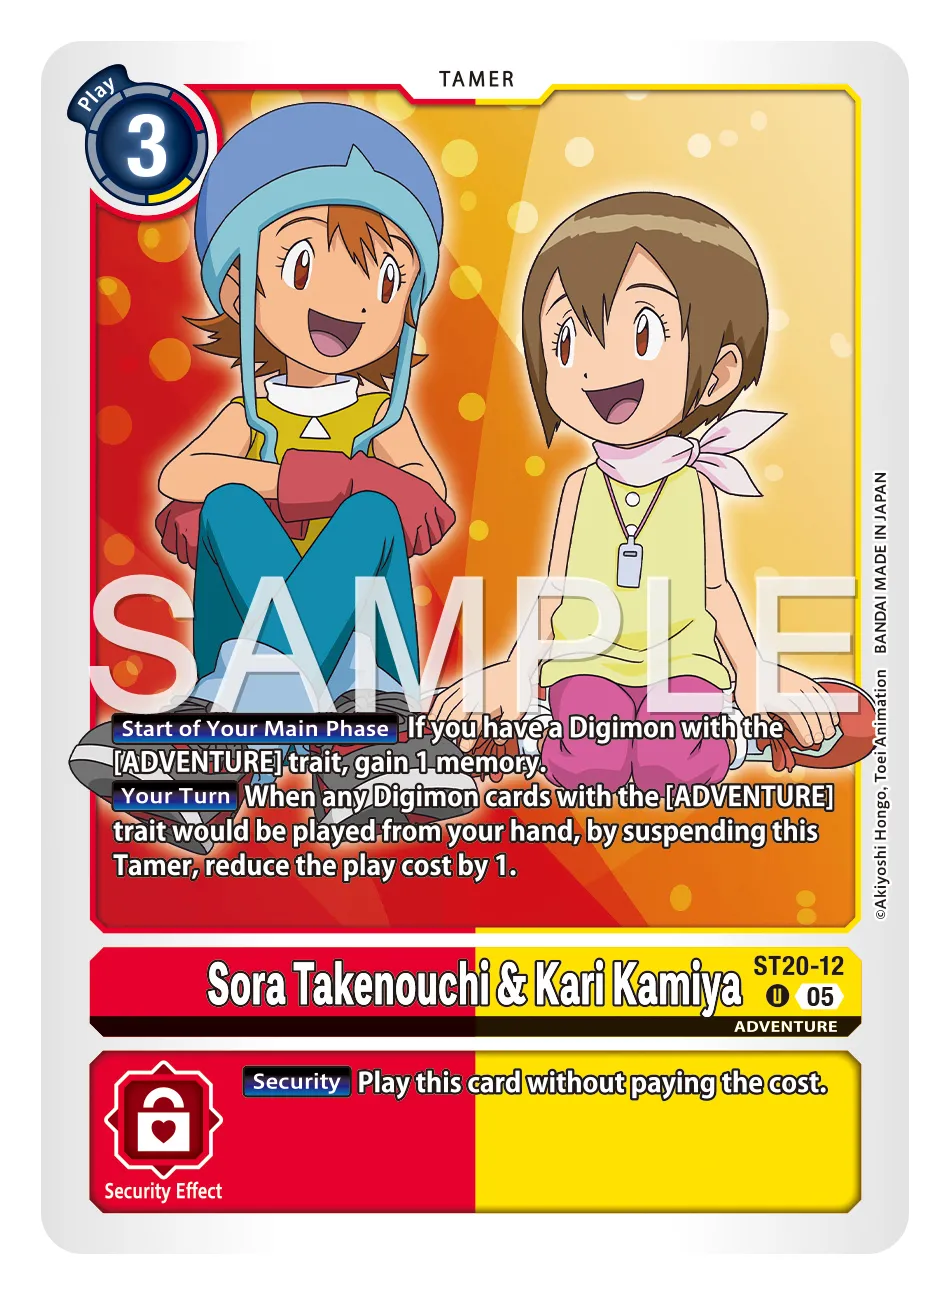 TAMER
Play
3
SAMPLE
Start of Your Main Phase If you have a Digimon with the
[ADVENTURE] trait, gain 1 memory.
Your Turn When any Digimon cards with the [ADVENTURE]
trait would be played from your hand, by suspending this
Tamer, reduce the play cost by 1.
©Akiyoshi Hongo, Toei Animation BANDAI MADE IN JAPAN
Sora Takenouchi & Kari Kamiya
ST20-12
U 05
ADVENTURE
Security Play this card without paying the cost.
Security Effect